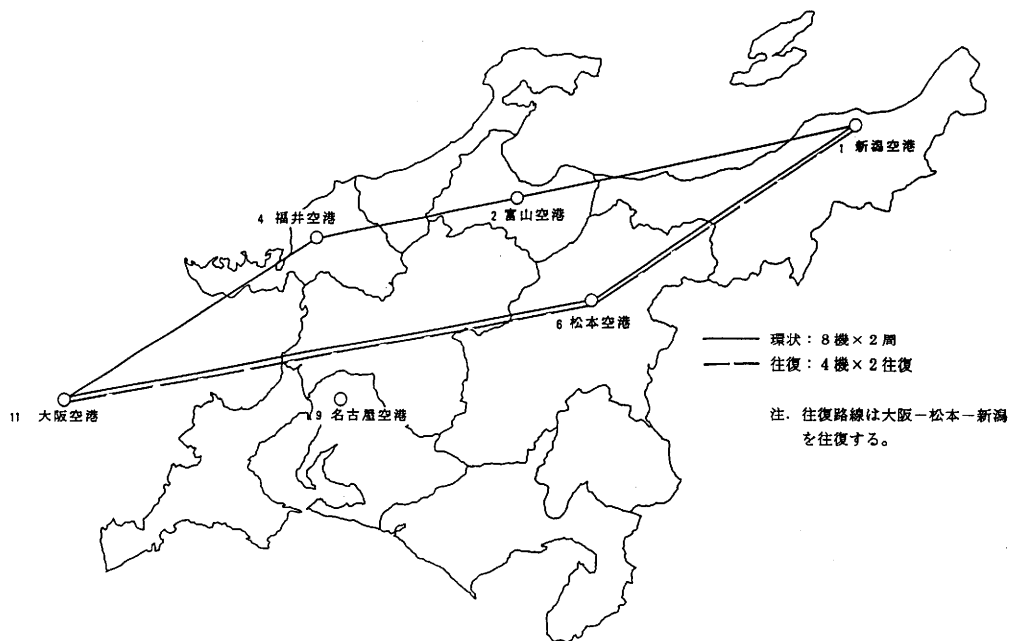 1 新潟空港
2 富山空港
4 福井空港
6 松本空港
環状:8機×2周
往復:4機×2往復
9 名古屋空港
11 大阪空港
注. 往復路線は大阪－松本－新潟
を往復する。